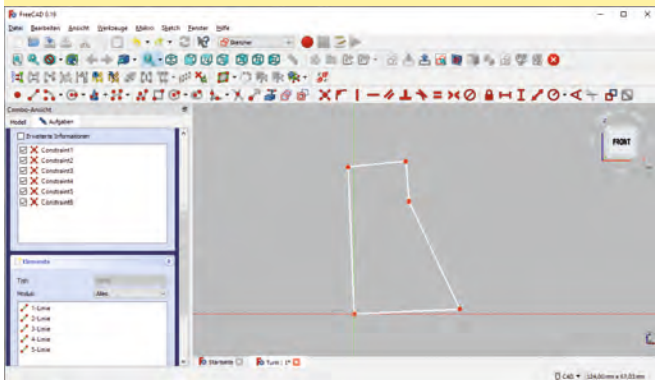 FreeCAD 0.19
Datei Bearbeiten Ansicht Werkzeuge Makro Sketch Fenster Hilfe
Sketcher
Combo-Ansicht
Modell Aufgaben
Erweiterte Informationen
Constraint1
Constraint2
Constraint3
Constraint4
Constraint5
Constraint6
Elemente
Typ:
Modus: Alles
1-Linie
2-Linie
3-Linie
4-Linie
5-Linie
FRONT
Startseite
Turm : 1*
CAD